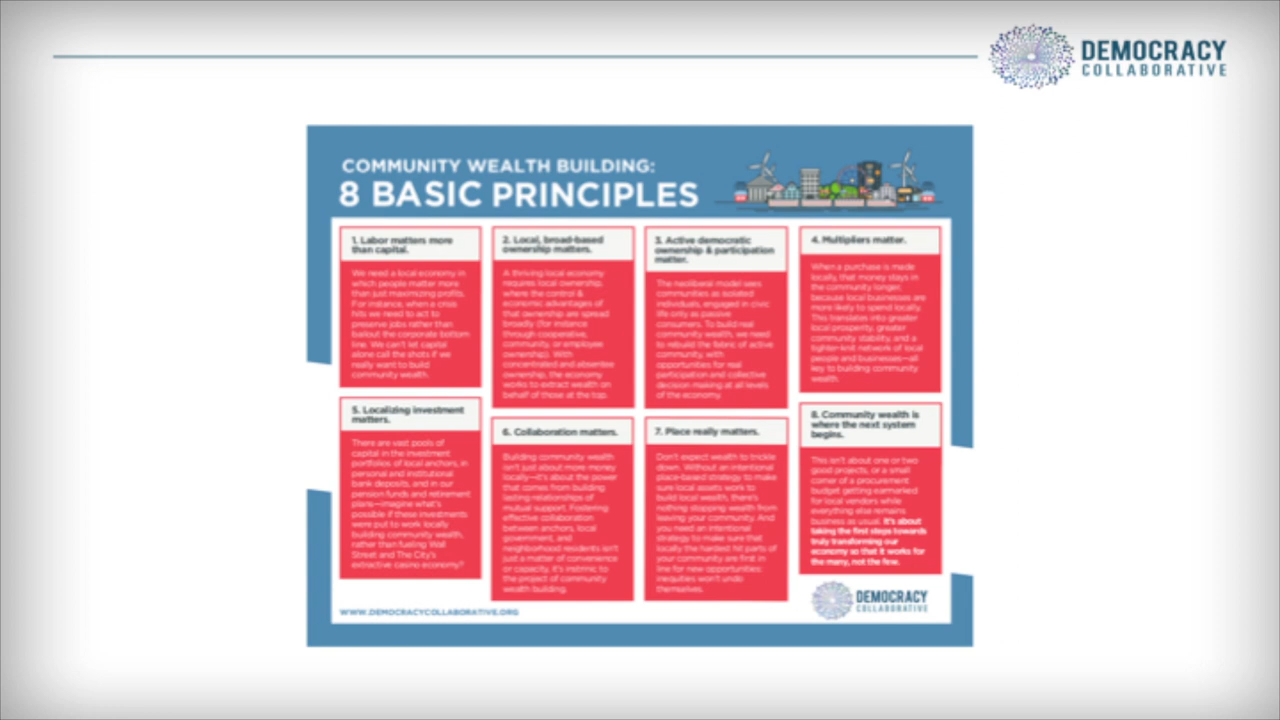 DEMOCRACY
COLLABORATIVE
COMMUNITY WEALTH BUILDING:
8 BASIC PRINCIPLES
1. Labor matters more
than capital.
We need a local economy in
which people matter more
than just maximizing profits.
For instance, when a crisis
hits we need to act to
preserve jobs rather than
bailout the corporate bottom
line. We can't let capital
alone call the shots if we
really want to build
community wealth.
2. Local, broad-based
ownership matters.
A thriving local economy
requires local ownership,
where the control &
economic advantages of
that ownership are spread
broadly (for instance
through cooperative,
community, or employee
ownership). With
concentrated and absentee
ownership, the economy
works to extract wealth on
behalf of those at the top.
3. Active democratic
ownership & participation
matter.
The neoliberal model sees
communities as isolated
individuals, engaged in civic
life only as passive
consumers. To build real
community wealth, we need
to rebuild the fabric of active
community, with
opportunities for real
participation and collective
decision making at all levels
of the economy.
4. Multipliers matter.
When a purchase is made
locally, that money stays in
the community longer,
because local businesses are
more likely to spend locally.
This translates into greater
local prosperity, greater
community stability, and a
tighter-knit network of local
people and businesses—all
key to building community
wealth.
5. Localizing investment
matters.
There are vast pools of
capital in the investment
portfolios of local anchors, in
personal and institutional
bank deposits, and in our
pension funds and retirement
plans—imagine what's
possible if these investments
were put to work locally
building community wealth,
rather than fueling Wall
Street and The City's
extractive casino economy?
6. Collaboration matters.
Building community wealth
isn't just about more money
locally—it's about the power
that comes from building
lasting relationships of
mutual support. Fostering
effective collaboration
between anchors, local
government, and
neighborhood residents isn't
just a matter of convenience
or capacity, it's instrinsic to
the project of community
wealth building.
7. Place really matters.
Don't expect wealth to trickle
down. Without an intentional
place-based strategy to make
sure local assets work to
build local wealth, there's
nothing stopping wealth from
leaving your community. And
you need an intentional
strategy to make sure that
locally the hardest hit parts of
your community are first in
line for new opportunities:
inequities won't undo
themselves.
8. Community wealth is
where the next system
begins.
This isn't about one or two
good projects, or a small
corner of a procurement
budget getting earmarked
for local vendors while
everything else remains
business as usual. It's about
taking the first steps towards
truly transforming our
economy so that it works for
the many, not the few.
WWW.DEMOCRACYCOLLABORATIVE.ORG
DEMOCRACY
COLLABORATIVE